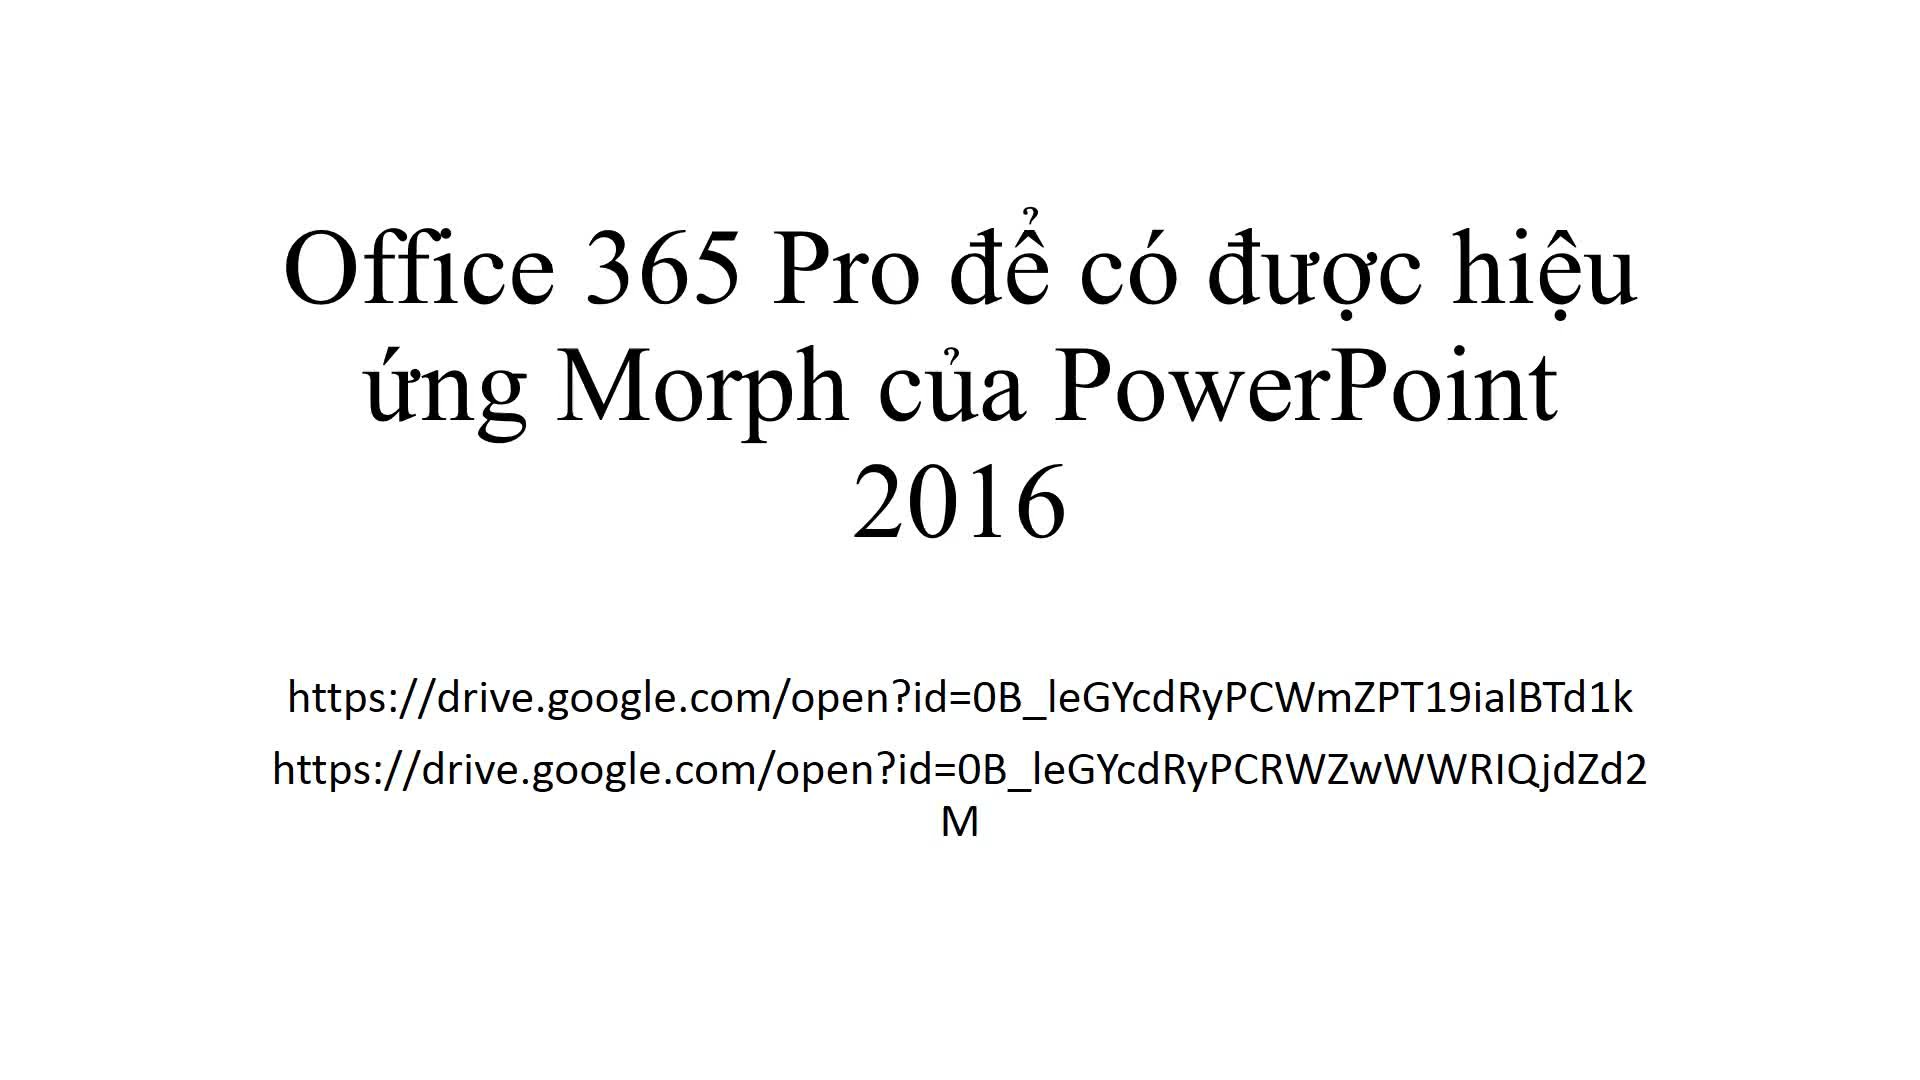 Office 365 Pro để có được hiệu
ứng Morph của PowerPoint
2016
https://drive.google.com/open?id=0B_leGYcdRyPCWmZPT19ialBTd1k
https://drive.google.com/open?id=0B_leGYcdRyPCRWZwWWRIQjdZd2
M